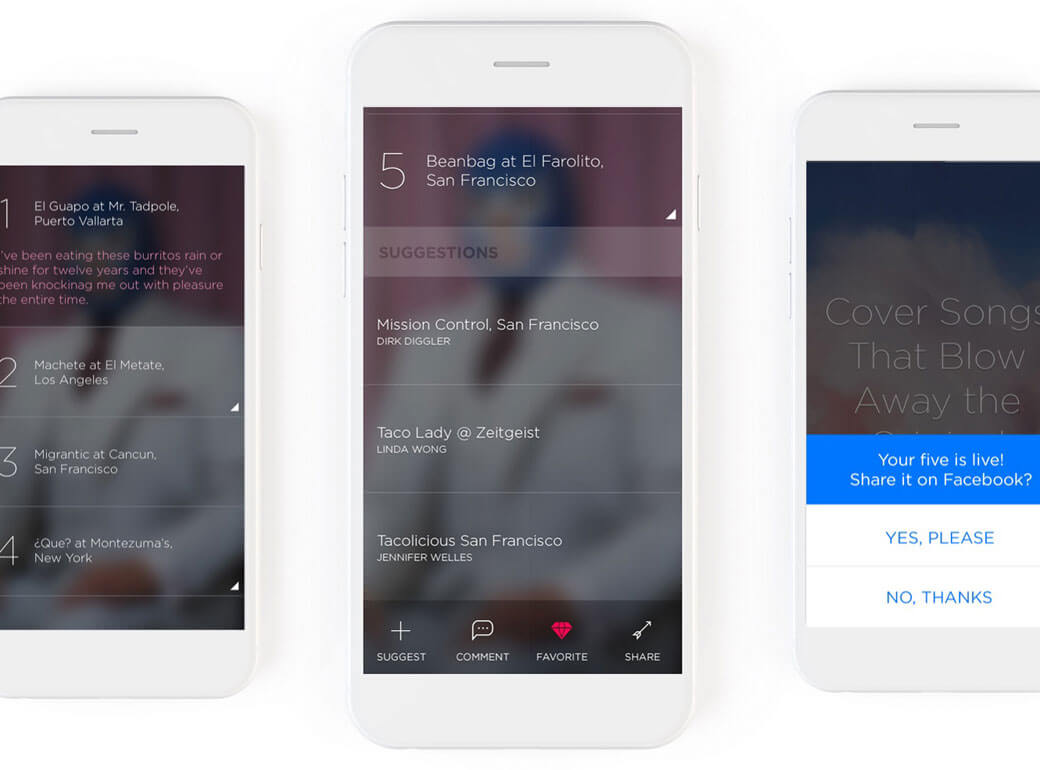 1
El Guapo at Mr. Tadpole,
Puerto Vallarta
've been eating these burritos rain or
shine for twelve years and they've
been knockinag me out with pleasure
the entire time.
2
Machete at El Metate,
Los Angeles
3
Migrantic at Cancun,
San Francisco
4
¿Que? at Montezuma's,
New York
5
Beanbag at El Farolito,
San Francisco
SUGGESTIONS
Mission Control, San Francisco
DIRK DIGGLER
Taco Lady @ Zeitgeist
LINDA WONG
Tacolicious San Francisco
JENNIFER WELLES
SUGGEST COMMENT FAVORITE SHARE
Cover Songs
That Blow
Away the
Your five is live!
Share it on Facebook?
YES, PLEASE
NO, THANKS